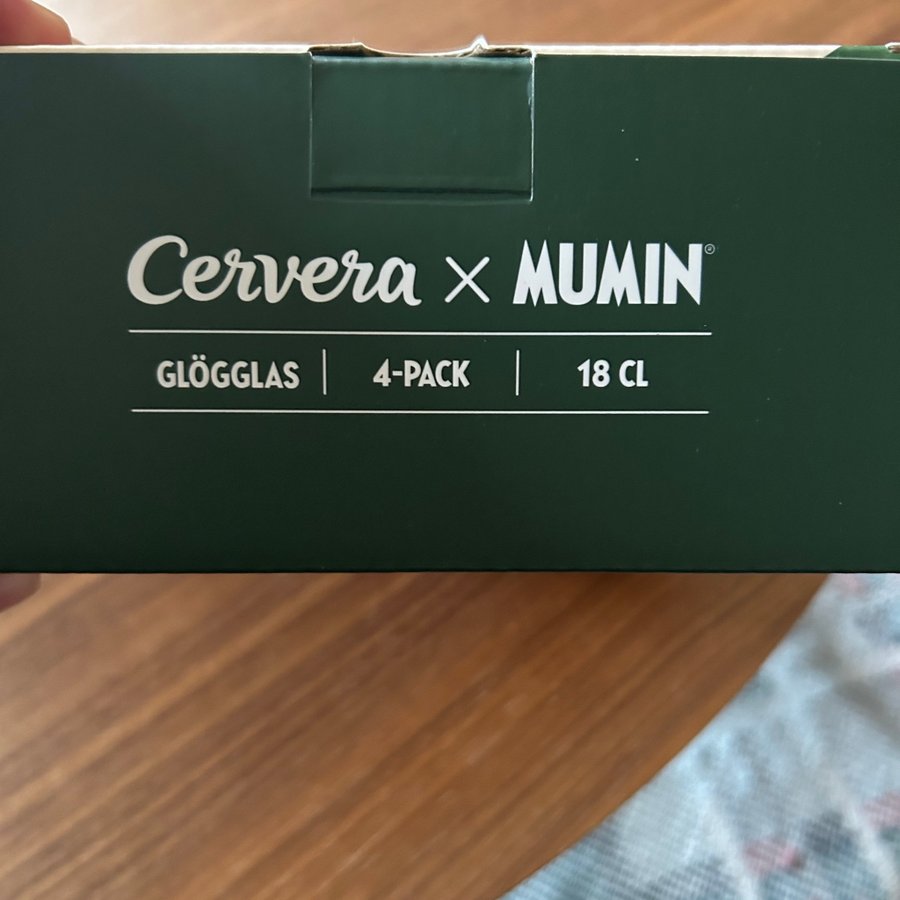 Cervera × MUMIN®
GLÖGGLAS | 4-PACK | 18 CL